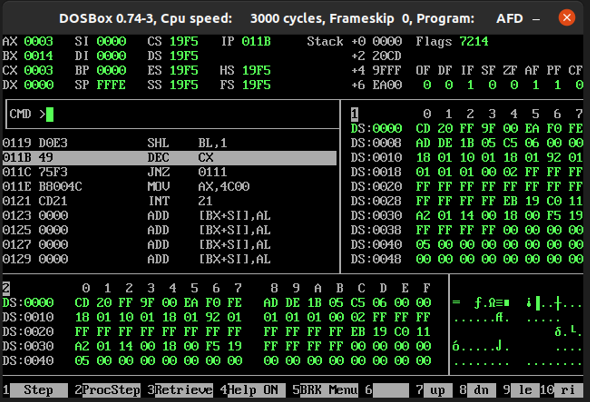 DOSBox 0.74-3, Cpu speed: 3000 cycles, Frameskip 0, Program: AFD
AX 0003 SI 0000 CS 19F5 IP 011B Stack +0 0000 Flags 7214
BX 0014 DI 0000 DS 19F5 +2 20CD
CX 0003 BP 0000 ES 19F5 HS 19F5 +4 9FFF OF DF IF SF ZF AF PF CF
DX 0000 SP FFFE SS 19F5 FS 19F5 +6 EA00 0 0 1 0 0 1 1 0
CMD >
1 0 1 2 3 4 5 6 7
DS:0000 CD 20 FF 9F 00 EA F0 FE
DS:0008 AD DE 1B 05 C5 06 00 00
DS:0010 18 01 10 01 18 01 92 01
DS:0018 01 01 01 00 02 FF FF FF
DS:0020 FF FF FF FF FF FF FF FF
DS:0028 FF FF FF FF EB 19 C0 11
DS:0030 A2 01 14 00 18 00 F5 19
DS:0038 FF FF FF FF 00 00 00 00
DS:0040 05 00 00 00 00 00 00 00
DS:0048 00 00 00 00 00 00 00 00
0119 D0E3 SHL BL,1
011B 49 DEC CX
011C 75F3 JNZ 0111
011E B8004C MOV AX,4C00
0121 CD21 INT 21
0123 0000 ADD [BX+SI],AL
0125 0000 ADD [BX+SI],AL
0127 0000 ADD [BX+SI],AL
0129 0000 ADD [BX+SI],AL
2 0 1 2 3 4 5 6 7 8 9 A B C D E F
DS:0000 CD 20 FF 9F 00 EA F0 FE AD DE 1B 05 C5 06 00 00
DS:0010 18 01 10 01 18 01 92 01 01 01 01 00 02 FF FF FF
DS:0020 FF FF FF FF FF FF FF FF FF FF FF FF EB 19 C0 11
DS:0030 A2 01 14 00 18 00 F5 19 FF FF FF FF 00 00 00 00
DS:0040 05 00 00 00 00 00 00 00 00 00 00 00 00 00 00 00
1 Step 2 ProcStep 3 Retrieve 4 Help ON 5 BRK Menu 6 7 up 8 dn 9 le 10 ri